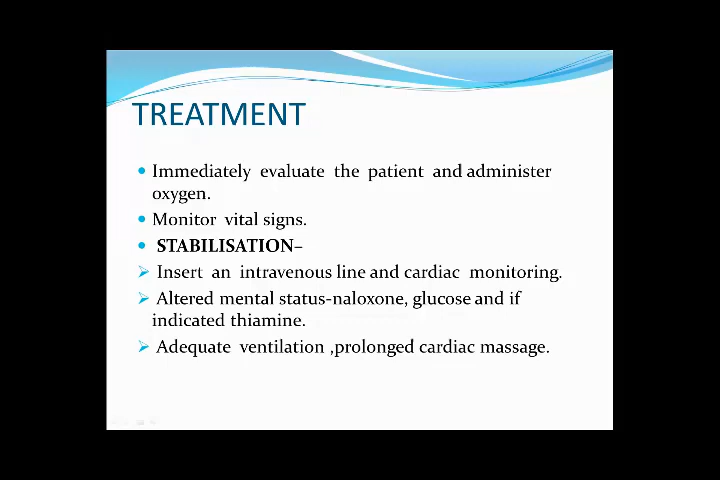 TREATMENT
Immediately evaluate the patient and administer
oxygen.
Monitor vital signs.
STABILISATION–
Insert an intravenous line and cardiac monitoring.
Altered mental status-naloxone, glucose and if
indicated thiamine.
Adequate ventilation ,prolonged cardiac massage.